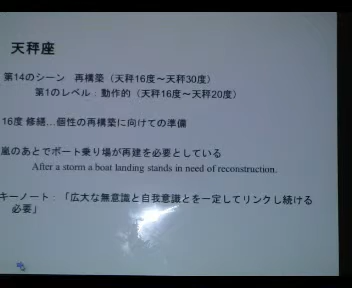 天秤座
第14のシーン 再構築（天秤16度～天秤30度）
第1のレベル：動作的（天秤16度～天秤20度）
16度 修繕…個性の再構築に向けての準備
嵐のあとでボート乗り場が再建を必要としている
After a storm a boat landing stands in need of reconstruction.
キーノート：「広大な無意識と自我意識とを一定してリンクし続ける
必要」